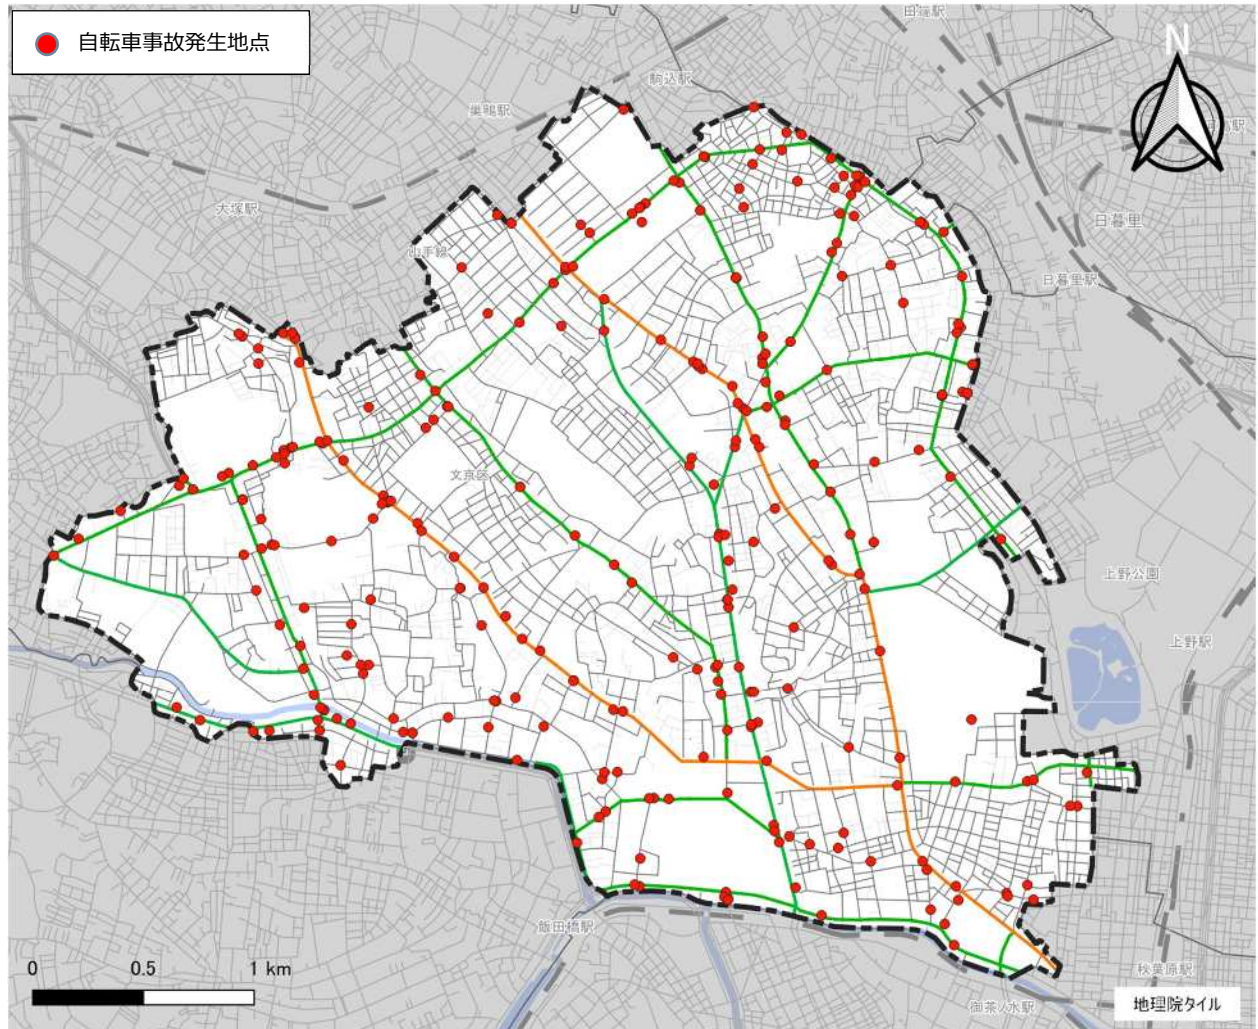 自転車事故発生地点
田端駅
N
駒込駅
巣鴨駅
大塚駅
日暮里
山手線
日暮里駅
文京区
上野公園
上野駅
飯田橋駅
0 0.5 1 km
秋葉原駅
御茶ノ水駅
地理院タイル